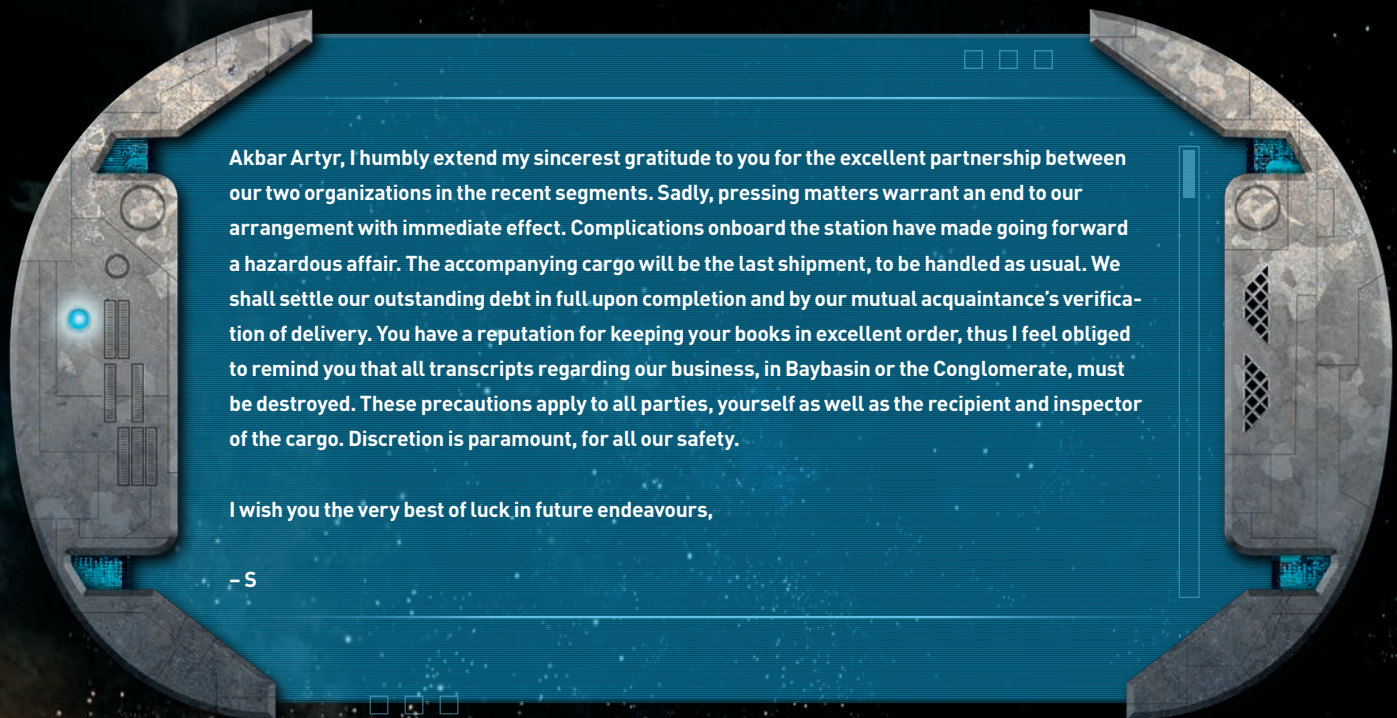 Akbar Artyr, I humbly extend my sincerest gratitude to you for the excellent partnership between
our two organizations in the recent segments. Sadly, pressing matters warrant an end to our
arrangement with immediate effect. Complications onboard the station have made going forward
a hazardous affair. The accompanying cargo will be the last shipment, to be handled as usual. We
shall settle our outstanding debt in full upon completion and by our mutual acquaintance’s verifica-
tion of delivery. You have a reputation for keeping your books in excellent order, thus I feel obliged
to remind you that all transcripts regarding our business, in Baybasin or the Conglomerate, must
be destroyed. These precautions apply to all parties, yourself as well as the recipient and inspector
of the cargo. Discretion is paramount, for all our safety.
I wish you the very best of luck in future endeavours,
– S